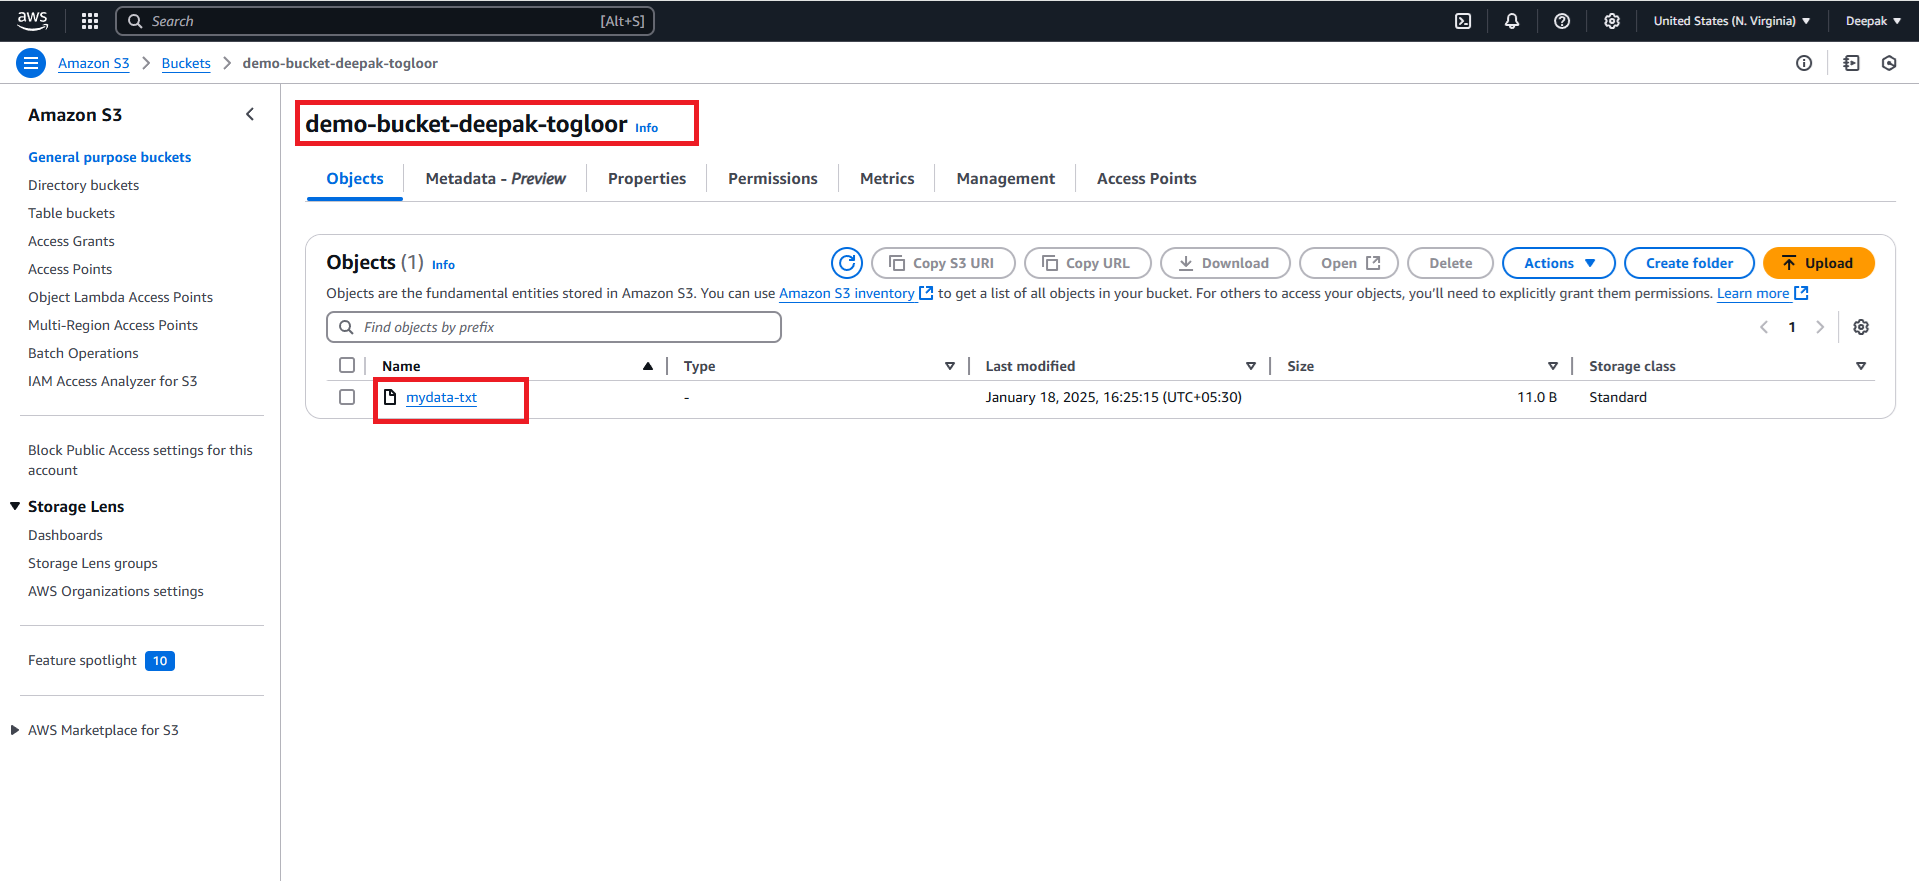 aws Search [Alt+S] United States (N. Virginia) Deepak
Amazon S3 > Buckets > demo-bucket-deepak-togloor
Amazon S3
General purpose buckets
Directory buckets
Table buckets
Access Grants
Access Points
Object Lambda Access Points
Multi-Region Access Points
Batch Operations
IAM Access Analyzer for S3
Block Public Access settings for this
account
Storage Lens
Dashboards
Storage Lens groups
AWS Organizations settings
Feature spotlight 10
AWS Marketplace for S3
demo-bucket-deepak-togloor Info
Objects Metadata - Preview Properties Permissions Metrics Management Access Points
Objects (1) Info Copy S3 URI Copy URL Download Open Delete Actions Create folder Upload
Objects are the fundamental entities stored in Amazon S3. You can use Amazon S3 inventory to get a list of all objects in your bucket. For others to access your objects, you'll need to explicitly grant them permissions. Learn more
Find objects by prefix 1
Name Type Last modified Size Storage class
mydata-txt - January 18, 2025, 16:25:15 (UTC+05:30) 11.0 B Standard